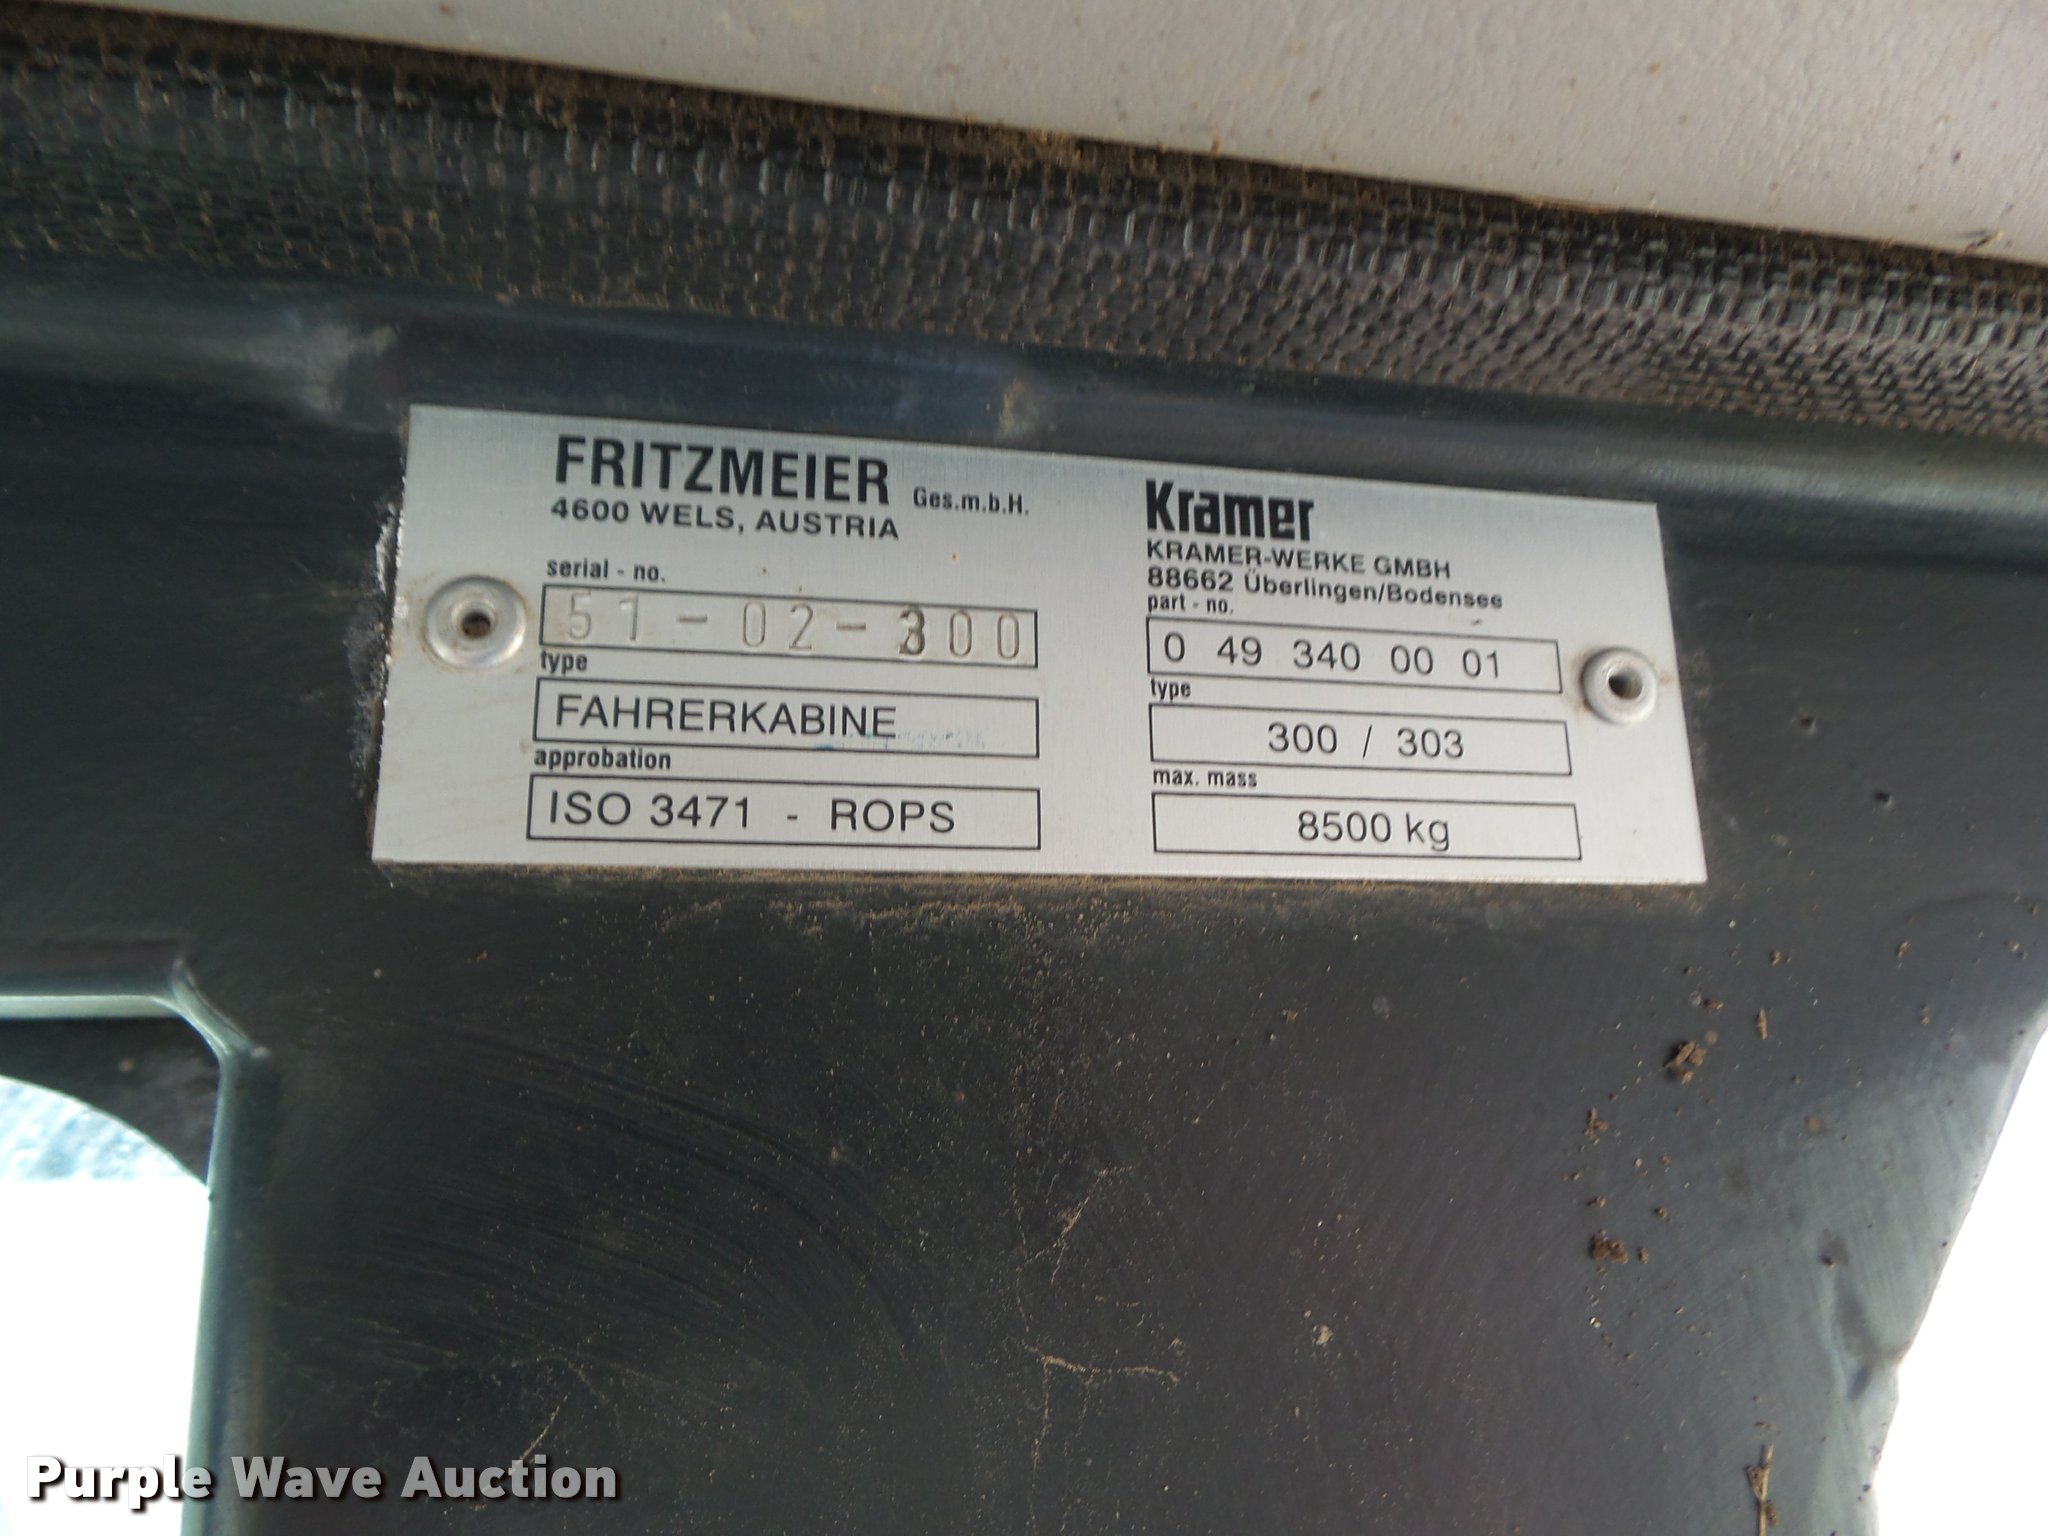 FRITZMEIER Ges.m.b.H.
4600 WELS, AUSTRIA
serial - no.
51-02-300
type
FAHRERKABINE
approbation
ISO 3471 - ROPS
Kramer
KRAMER-WERKE GMBH
88662 Überlingen/Bodensee
part - no.
0 49 340 00 01
type
300 / 303
max. mass
8500 kg
Purple Wave Auction